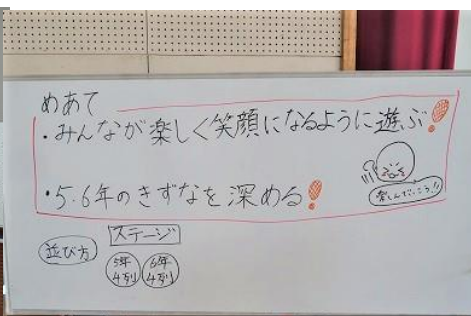 めあて
・みんなが楽しく笑顔になるように遊ぶ！
・5.6年のきずなを深める！
楽しんでいこう!!
並び方
ステージ
5年
4列
6年
4列